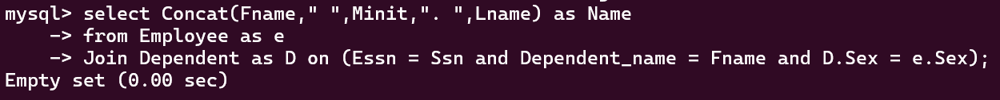 mysql> select Concat(Fname," ",Minit,". ",Lname) as Name
    -> from Employee as e
    -> Join Dependent as D on (Essn = Ssn and Dependent_name = Fname and D.Sex = e.Sex);
Empty set (0.00 sec)